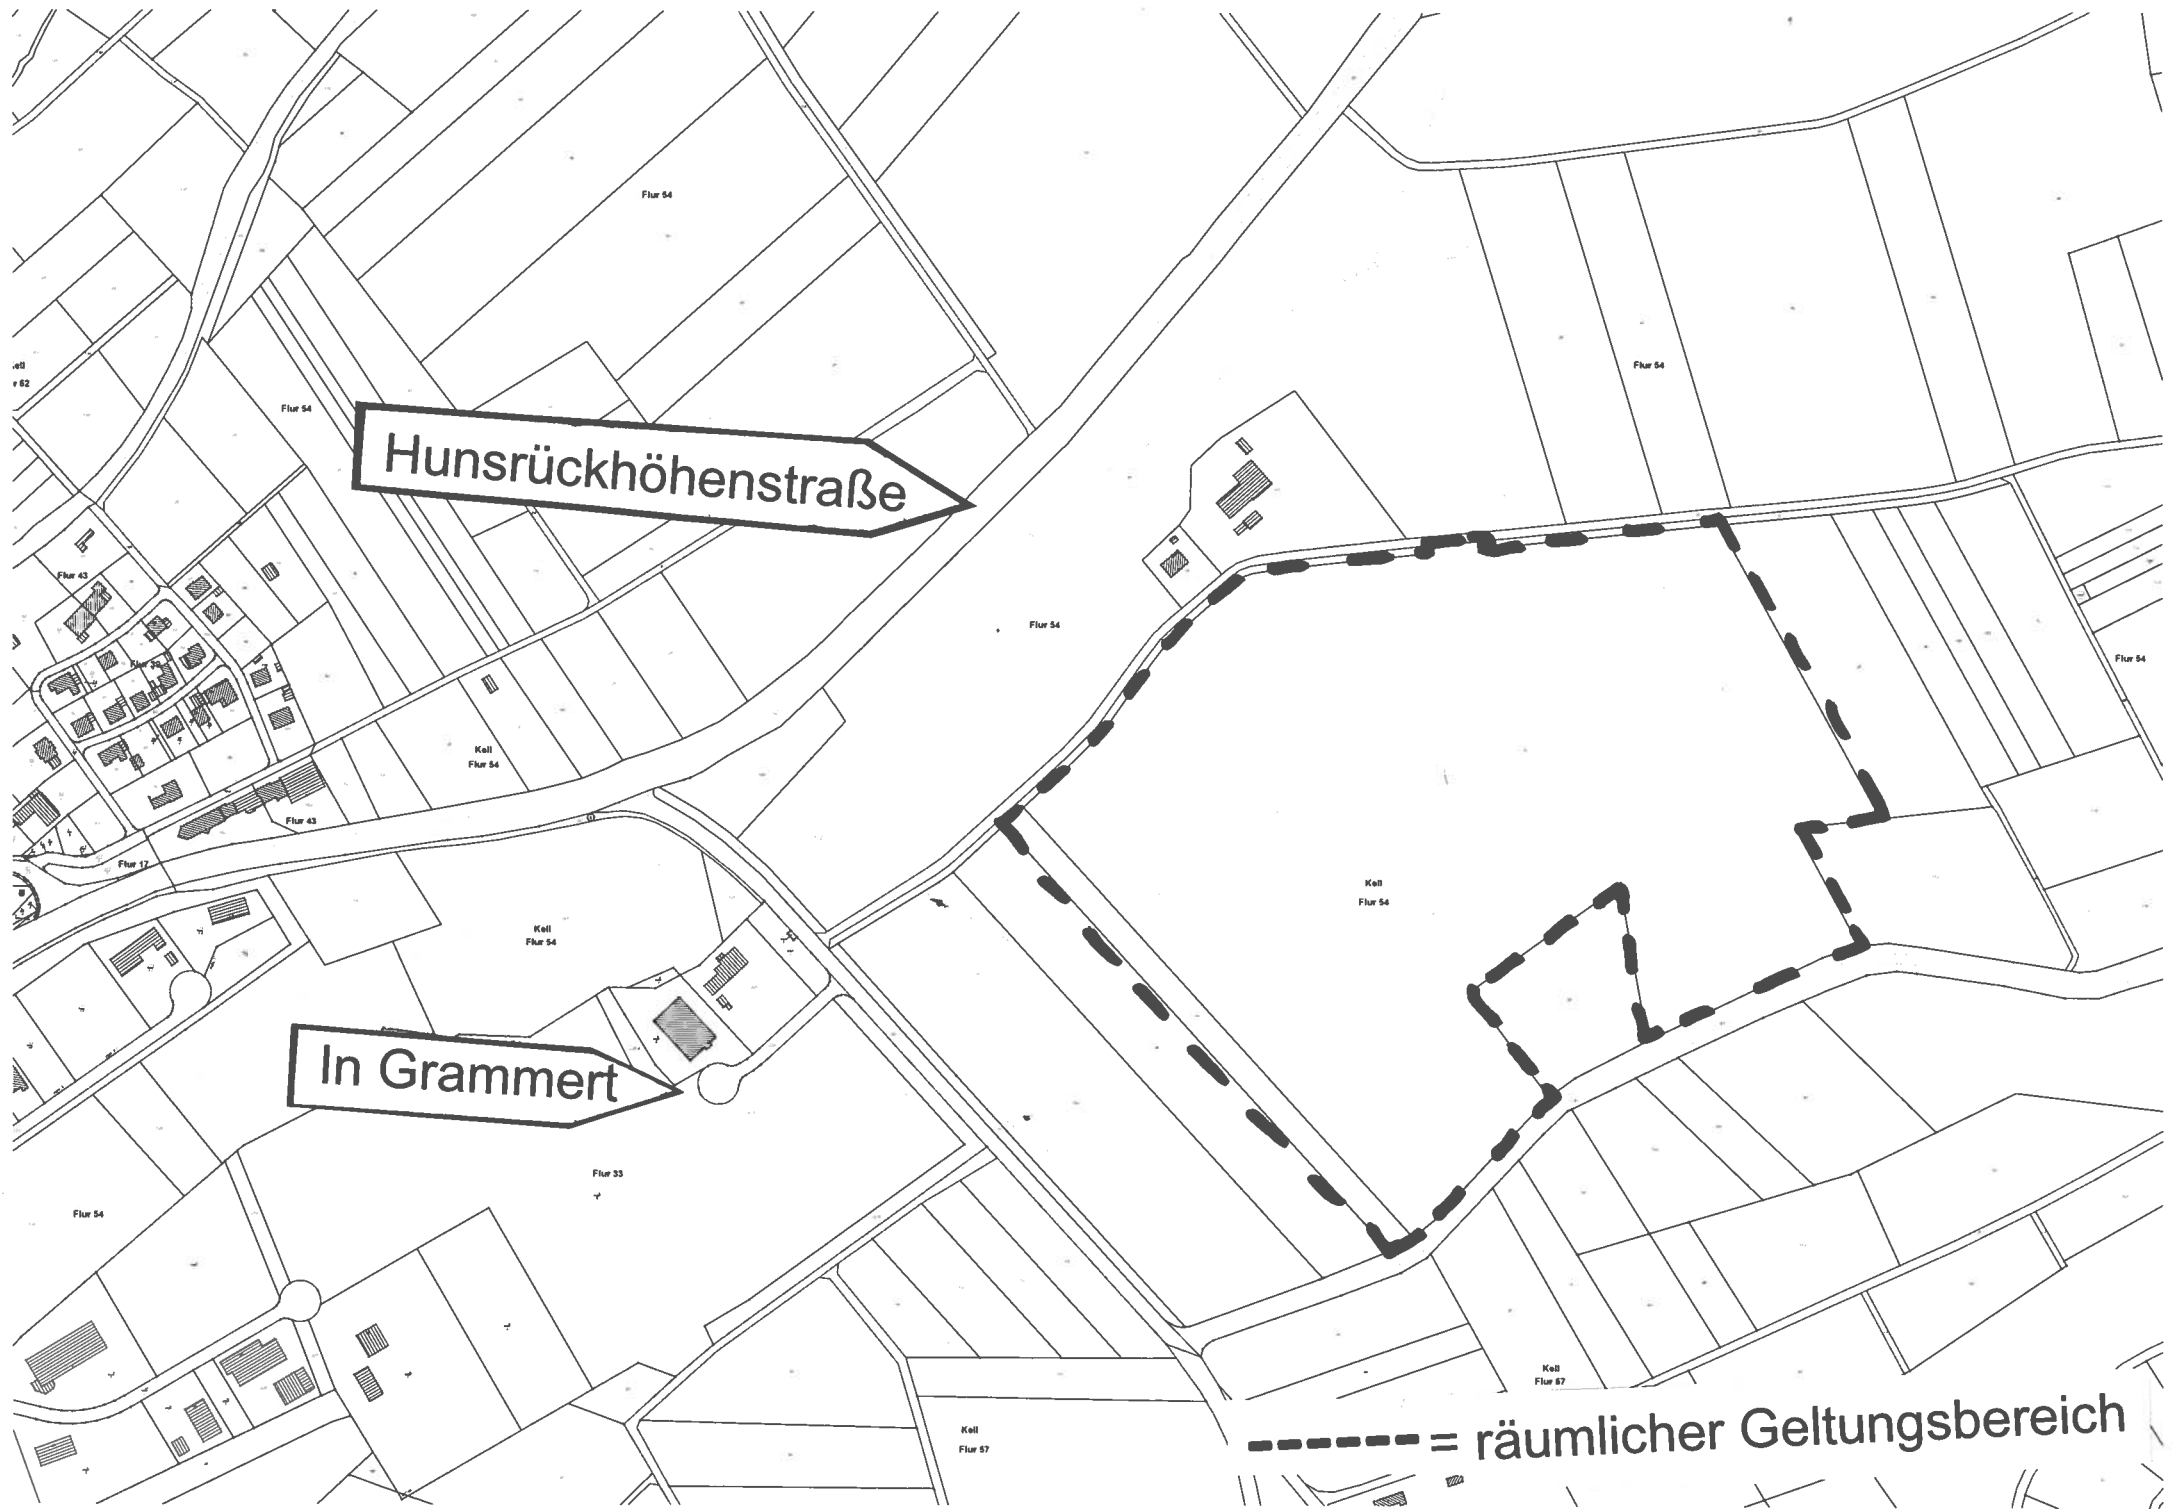 Flur 54
Flur 54
Flur 54
Hunsrückhöhenstraße
Flur 43
Flur 54
Flur 54
Kell
Flur 54
Flur 43
Flur 17
Kell
Flur 54
Kell
Flur 54
In Grammert
Flur 33
Flur 54
Kell
Flur 57
Kell
Flur 57
= räumlicher Geltungsbereich